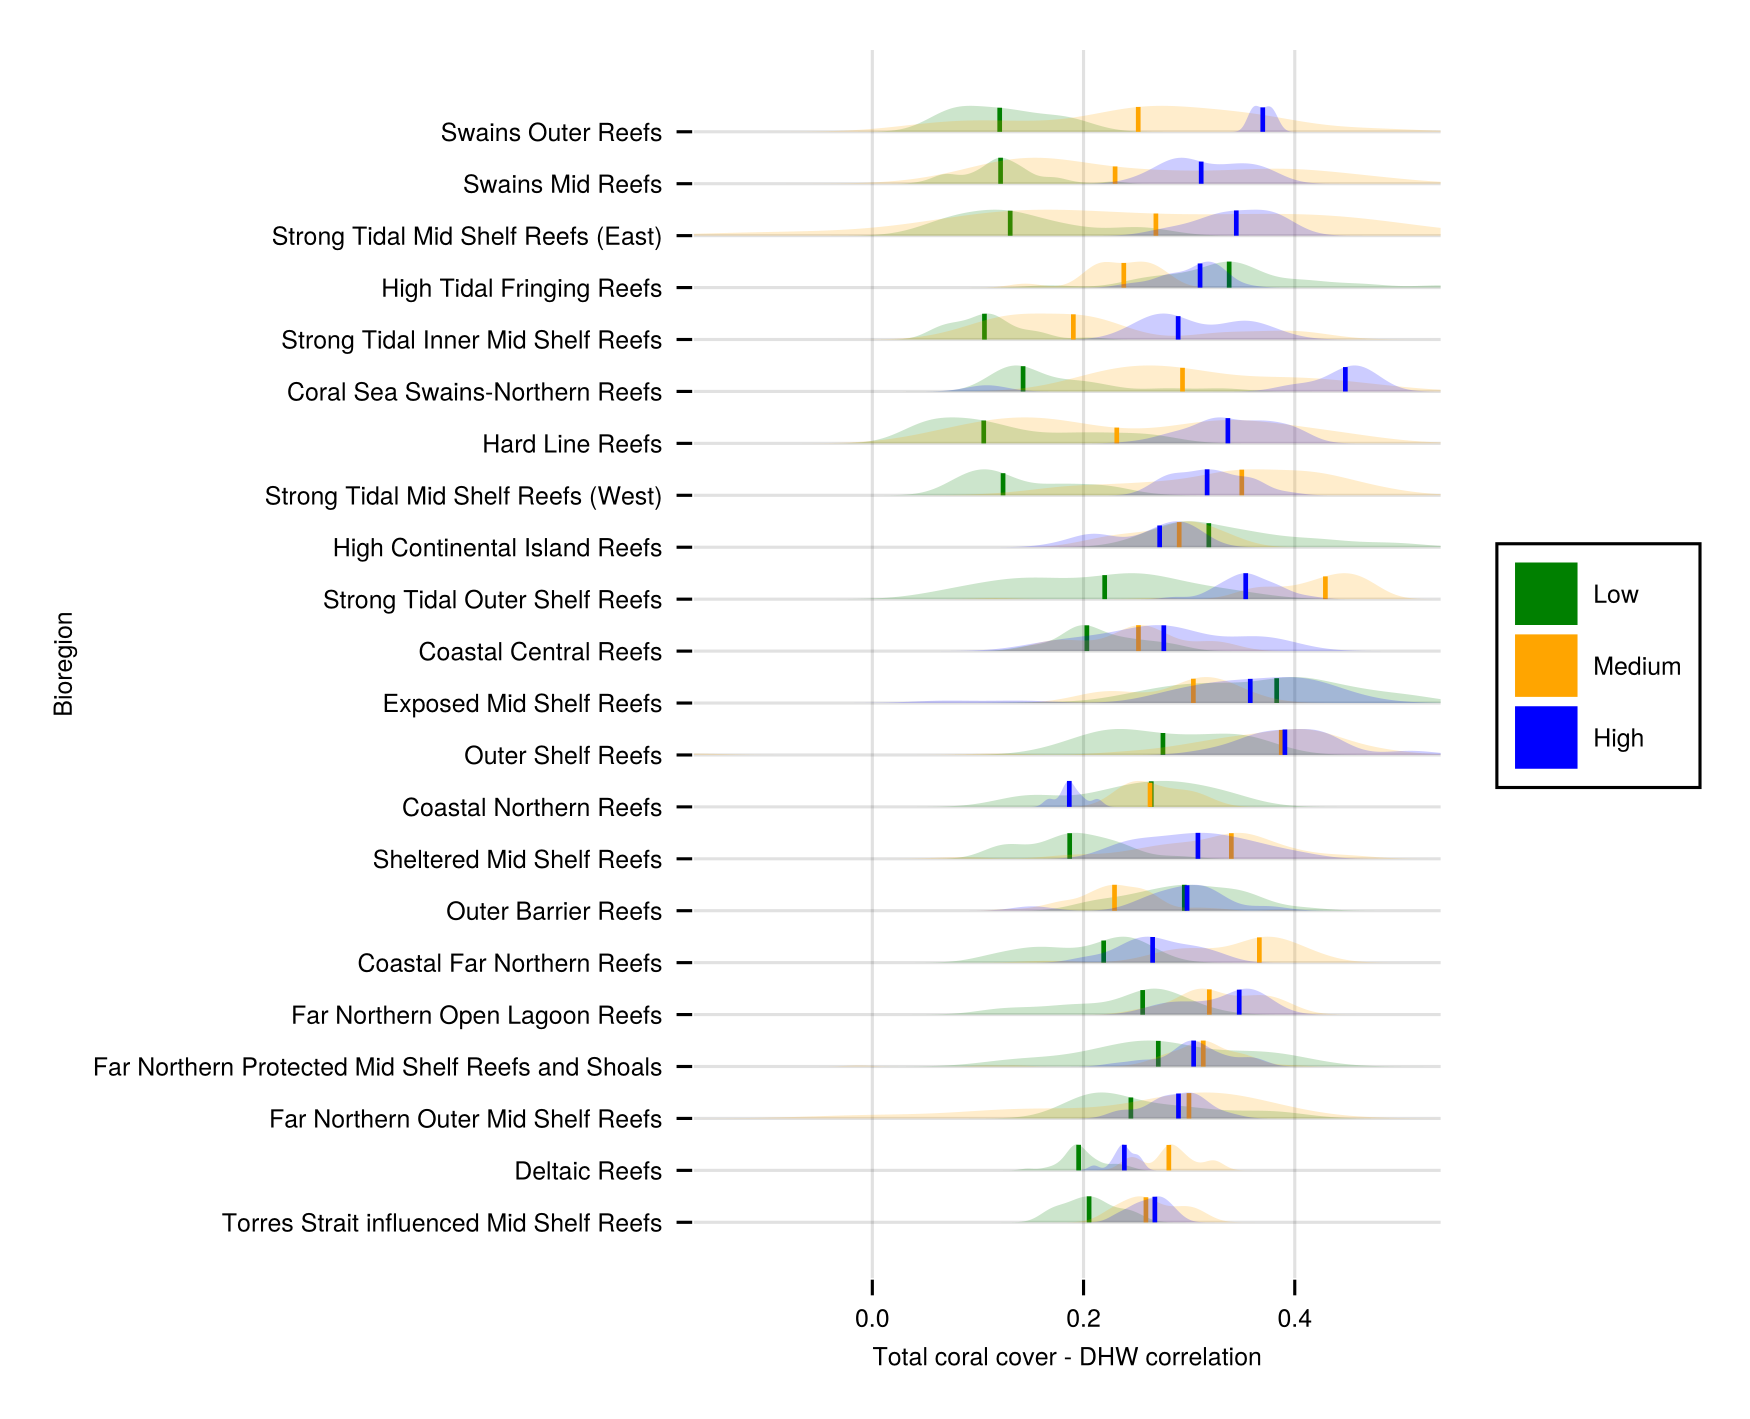 Swains Outer Reefs
Swains Mid Reefs
Strong Tidal Mid Shelf Reefs (East)
High Tidal Fringing Reefs
Strong Tidal Inner Mid Shelf Reefs
Coral Sea Swains-Northern Reefs
Hard Line Reefs
Strong Tidal Mid Shelf Reefs (West)
High Continental Island Reefs
Strong Tidal Outer Shelf Reefs
Coastal Central Reefs
Exposed Mid Shelf Reefs
Outer Shelf Reefs
Coastal Northern Reefs
Sheltered Mid Shelf Reefs
Outer Barrier Reefs
Coastal Far Northern Reefs
Far Northern Open Lagoon Reefs
Far Northern Protected Mid Shelf Reefs and Shoals
Far Northern Outer Mid Shelf Reefs
Deltaic Reefs
Torres Strait influenced Mid Shelf Reefs
Bioregion
0.0 0.2 0.4
Total coral cover - DHW correlation
Low
Medium
High